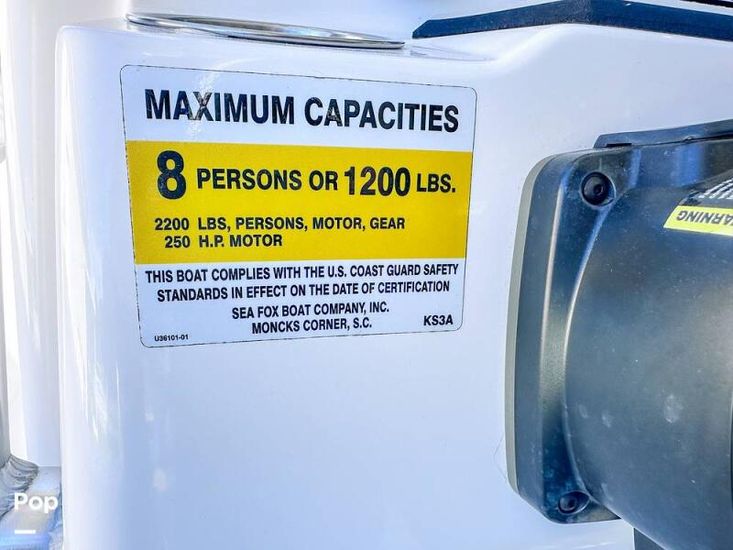 MAXIMUM CAPACITIES
8 PERSONS OR 1200 LBS.
2200 LBS, PERSONS, MOTOR, GEAR
250 H.P. MOTOR
THIS BOAT COMPLIES WITH THE U.S. COAST GUARD SAFETY
STANDARDS IN EFFECT ON THE DATE OF CERTIFICATION
SEA FOX BOAT COMPANY, INC.
MONCKS CORNER, S.C.
KS3A
U36101-01
ARNING
Pop